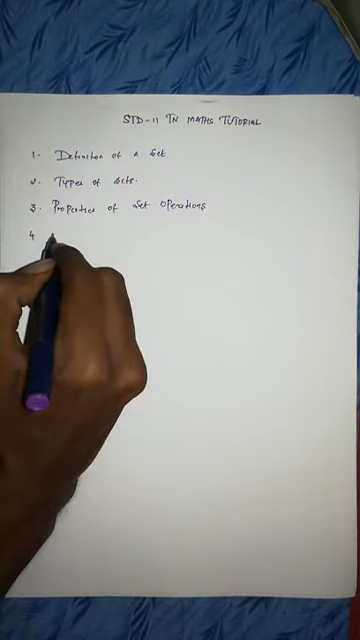 STD-11 TN MATHS TUTORIAL
1. Definition of a set
2. Types of sets.
3. Properties of set operations
4